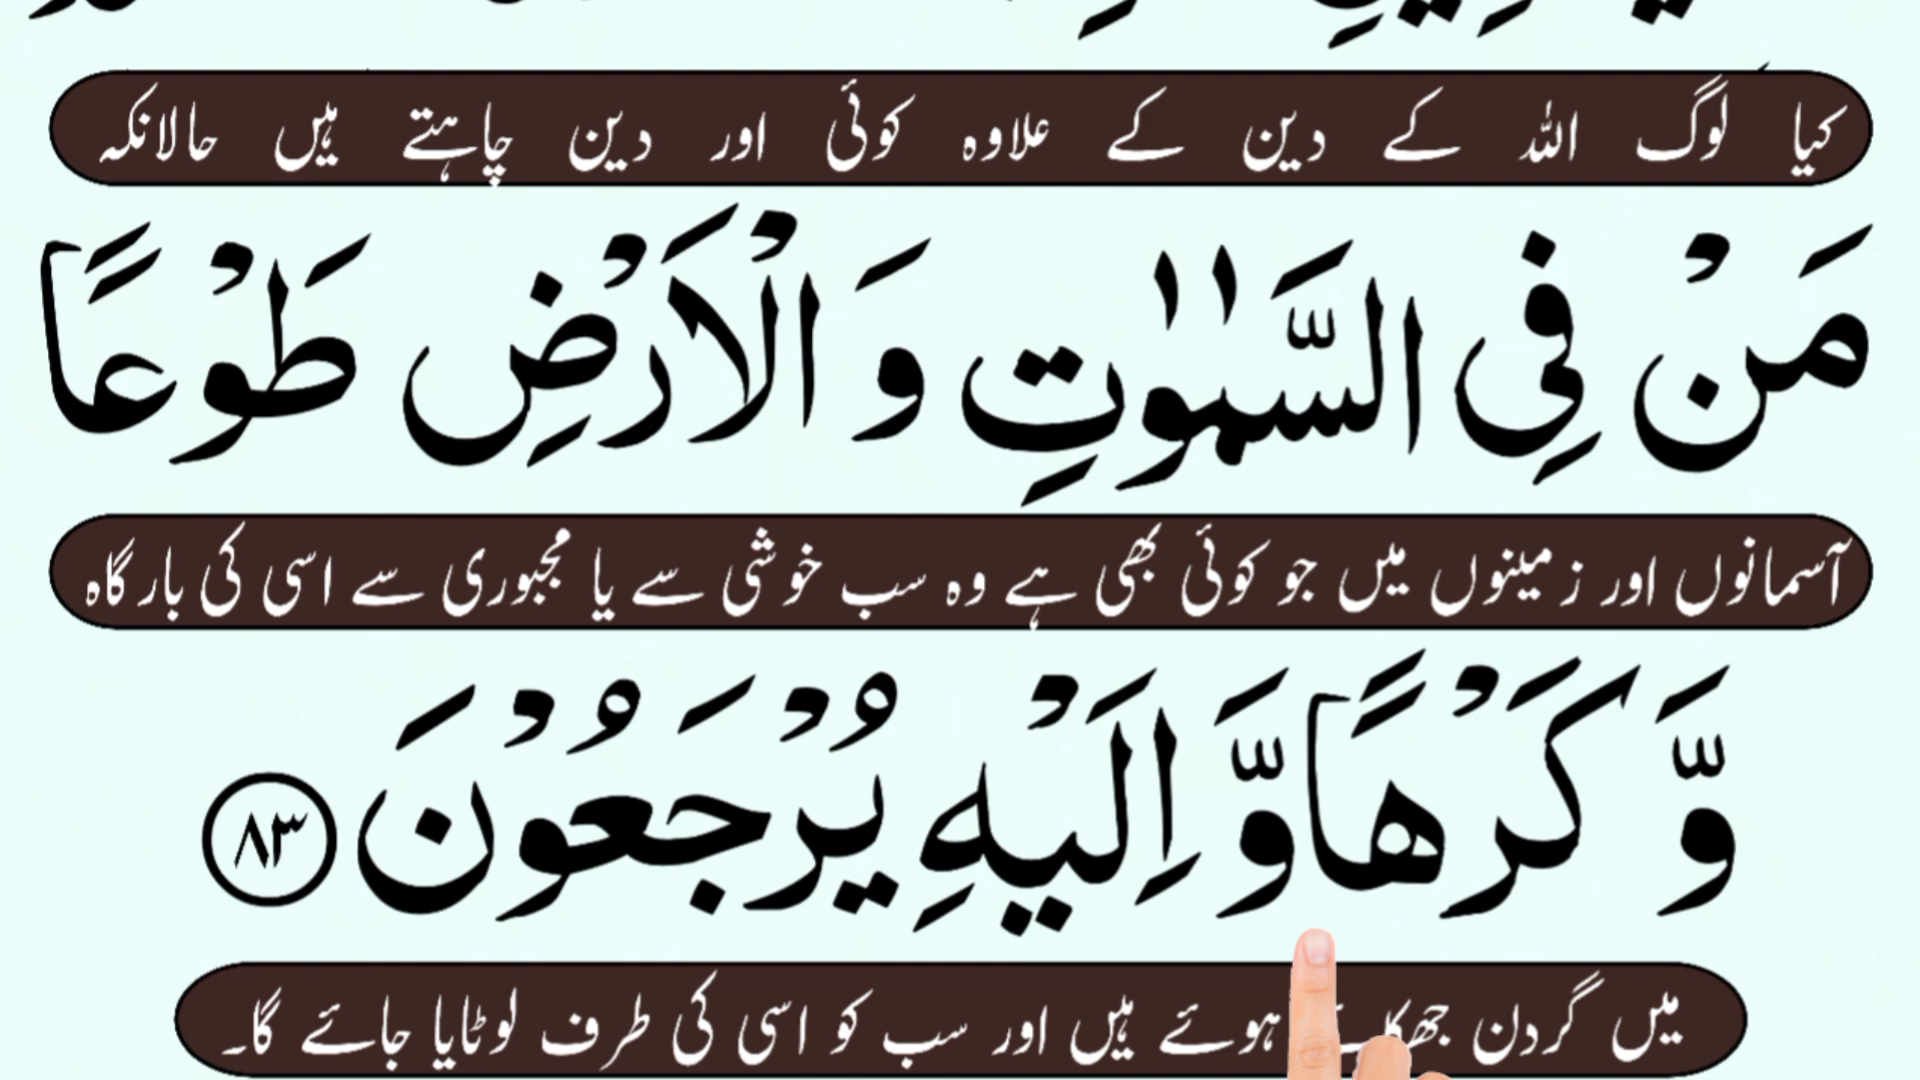 کیا لوگ اللہ کے دین کے علاوہ کوئی اور دین چاہتے ہیں حالانکہ
مَنْ فِی السَّمٰوٰتِ وَ الْاَرْضِ طَوْعًا
آسمانوں اور زمینوں میں جو کوئی بھی ہے وہ سب خوشی سے یا مجبوری سے اسی کی بارگاہ
وَّ كَرْهًا وَّ اِلَیْهِ یُرْجَعُوْنَ ۸۳
میں گردن جھکائے ہوئے ہیں اور سب کو اسی کی طرف لوٹایا جائے گا۔